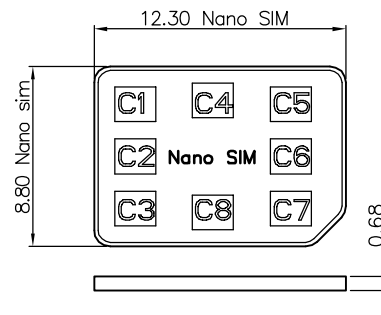 12.30 Nano SIM
8.80 Nano sim
C1 C4 C5
C2 Nano SIM C6
C3 C8 C7
0.68